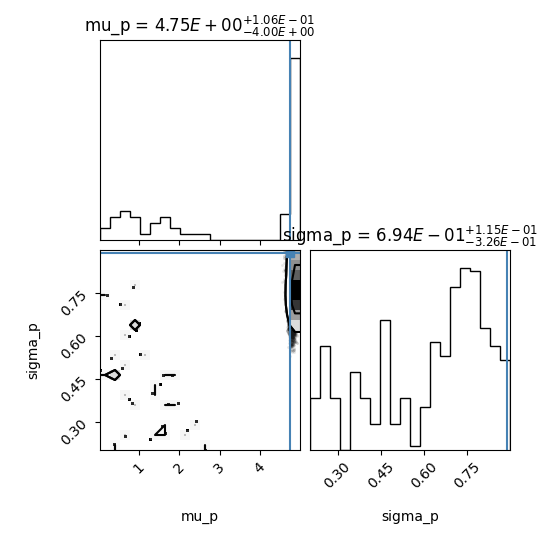 mu_p = 4.75E + 00+1.06E − 01−4.00E + 00
sigma_p = 6.94E − 01+1.15E − 01−3.26E − 01
0.75
0.60
0.45
0.30
sigma_p
1 2 3 4
0.30 0.45 0.60 0.75
mu_p
sigma_p